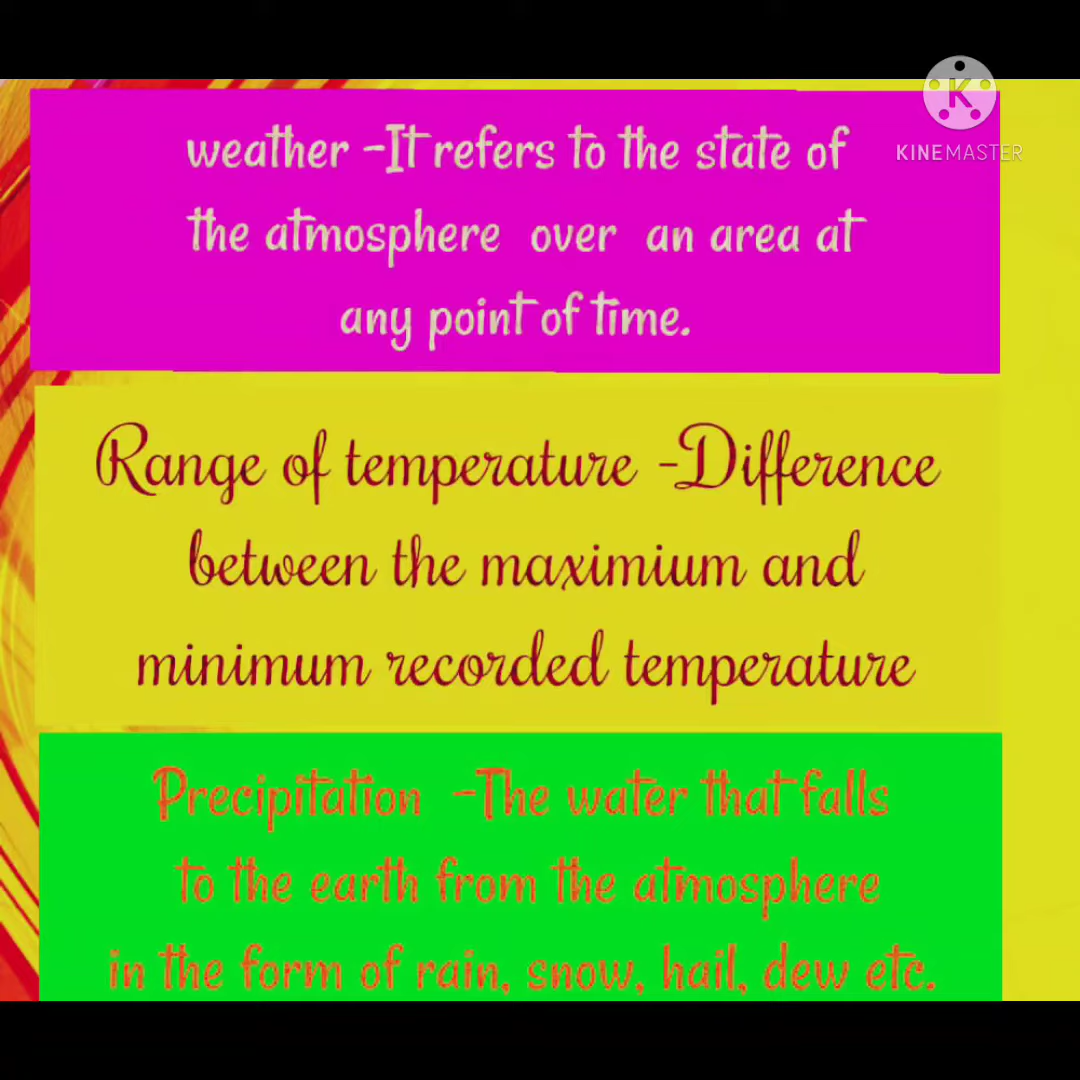 KINEMASTER
weather -It refers to the state of
the atmosphere over an area at
any point of time.
Range of temperature -Difference
between the maximium and
minimum recorded temperature
Precipitation -The water that falls
to the earth from the atmosphere
in the form of rain, snow, hail, dew etc.